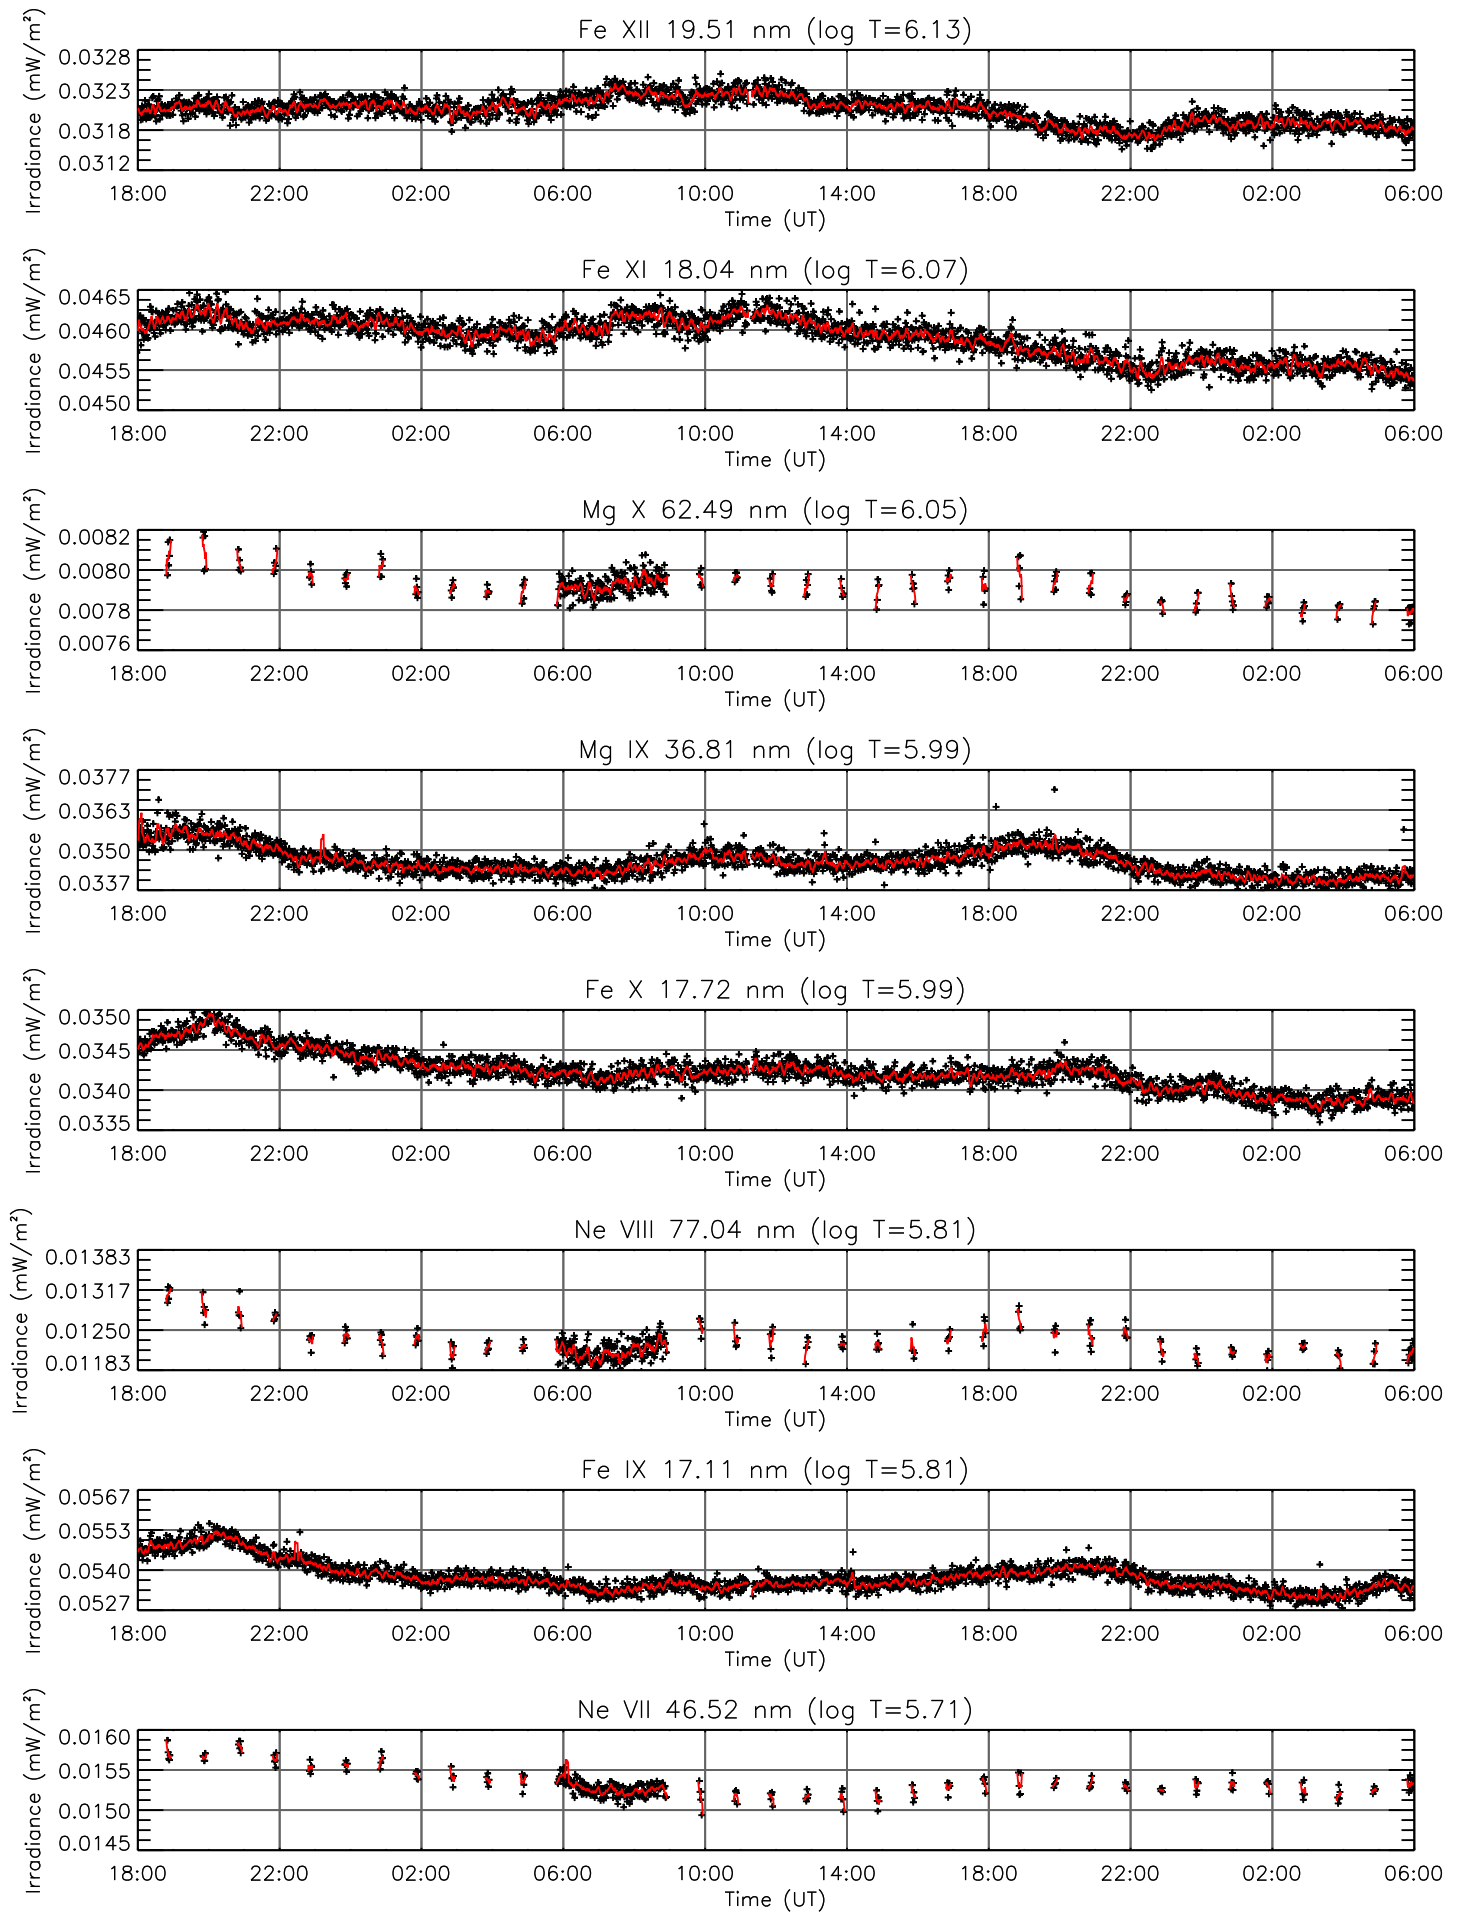 Fe XII 19.51 nm (log T=6.13)
Irradiance (mW/m²)
0.0328
0.0323
0.0318
0.0312
18:00 22:00 02:00 06:00 10:00 14:00 18:00 22:00 02:00 06:00
Time (UT)
Fe XI 18.04 nm (log T=6.07)
Irradiance (mW/m²)
0.0465
0.0460
0.0455
0.0450
18:00 22:00 02:00 06:00 10:00 14:00 18:00 22:00 02:00 06:00
Time (UT)
Mg X 62.49 nm (log T=6.05)
Irradiance (mW/m²)
0.0082
0.0080
0.0078
0.0076
18:00 22:00 02:00 06:00 10:00 14:00 18:00 22:00 02:00 06:00
Time (UT)
Mg IX 36.81 nm (log T=5.99)
Irradiance (mW/m²)
0.0377
0.0363
0.0350
0.0337
18:00 22:00 02:00 06:00 10:00 14:00 18:00 22:00 02:00 06:00
Time (UT)
Fe X 17.72 nm (log T=5.99)
Irradiance (mW/m²)
0.0350
0.0345
0.0340
0.0335
18:00 22:00 02:00 06:00 10:00 14:00 18:00 22:00 02:00 06:00
Time (UT)
Ne VIII 77.04 nm (log T=5.81)
Irradiance (mW/m²)
0.01383
0.01317
0.01250
0.01183
18:00 22:00 02:00 06:00 10:00 14:00 18:00 22:00 02:00 06:00
Time (UT)
Fe IX 17.11 nm (log T=5.81)
Irradiance (mW/m²)
0.0567
0.0553
0.0540
0.0527
18:00 22:00 02:00 06:00 10:00 14:00 18:00 22:00 02:00 06:00
Time (UT)
Ne VII 46.52 nm (log T=5.71)
Irradiance (mW/m²)
0.0160
0.0155
0.0150
0.0145
18:00 22:00 02:00 06:00 10:00 14:00 18:00 22:00 02:00 06:00
Time (UT)